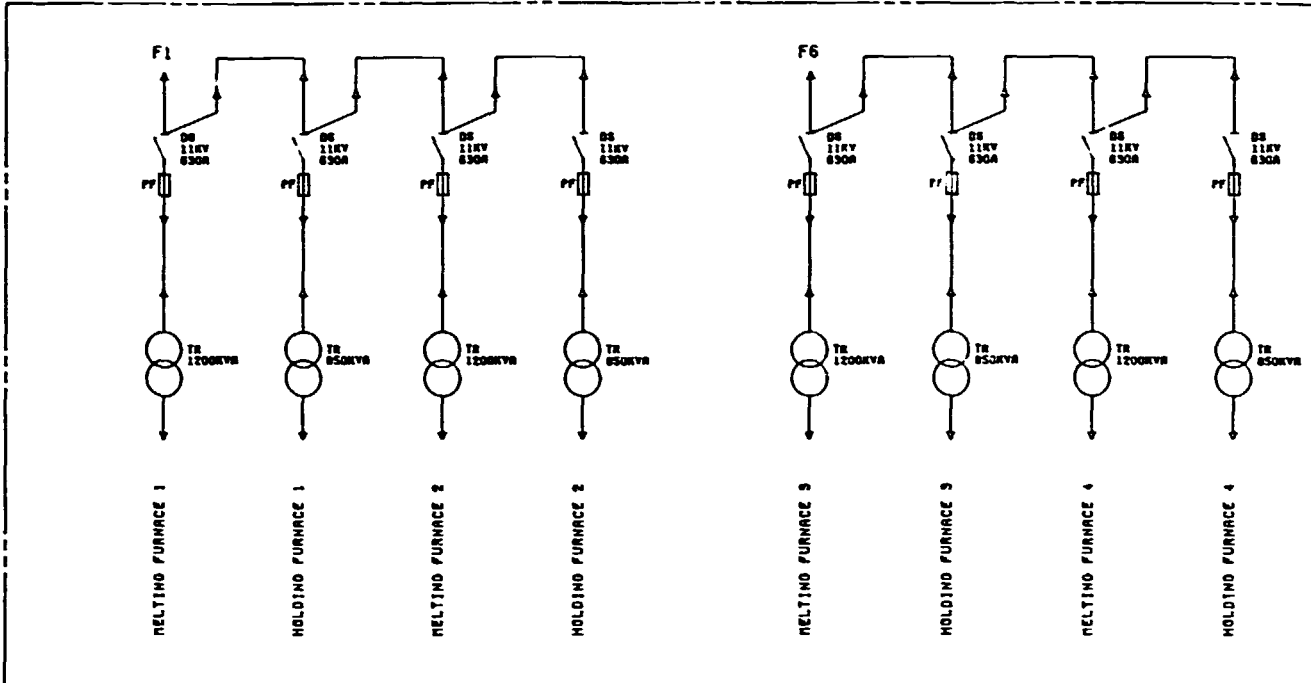 F1
F6
DS
11KV
630A
DS
11KV
630A
DS
11KV
630A
DS
11KV
630A
DS
11KV
630A
DS
11KV
630A
DS
11KV
630A
DS
11KV
630A
PF
PF
PF
PF
PF
PF
PF
PF
TR
1200KVA
TR
850KVA
TR
1200KVA
TR
850KVA
TR
1200KVA
TR
850KVA
TR
1200KVA
TR
850KVA
MELTING FURNACE 1
HOLDING FURNACE 1
MELTING FURNACE 2
HOLDING FURNACE 2
MELTING FURNACE 3
HOLDING FURNACE 3
MELTING FURNACE 4
HOLDING FURNACE 4